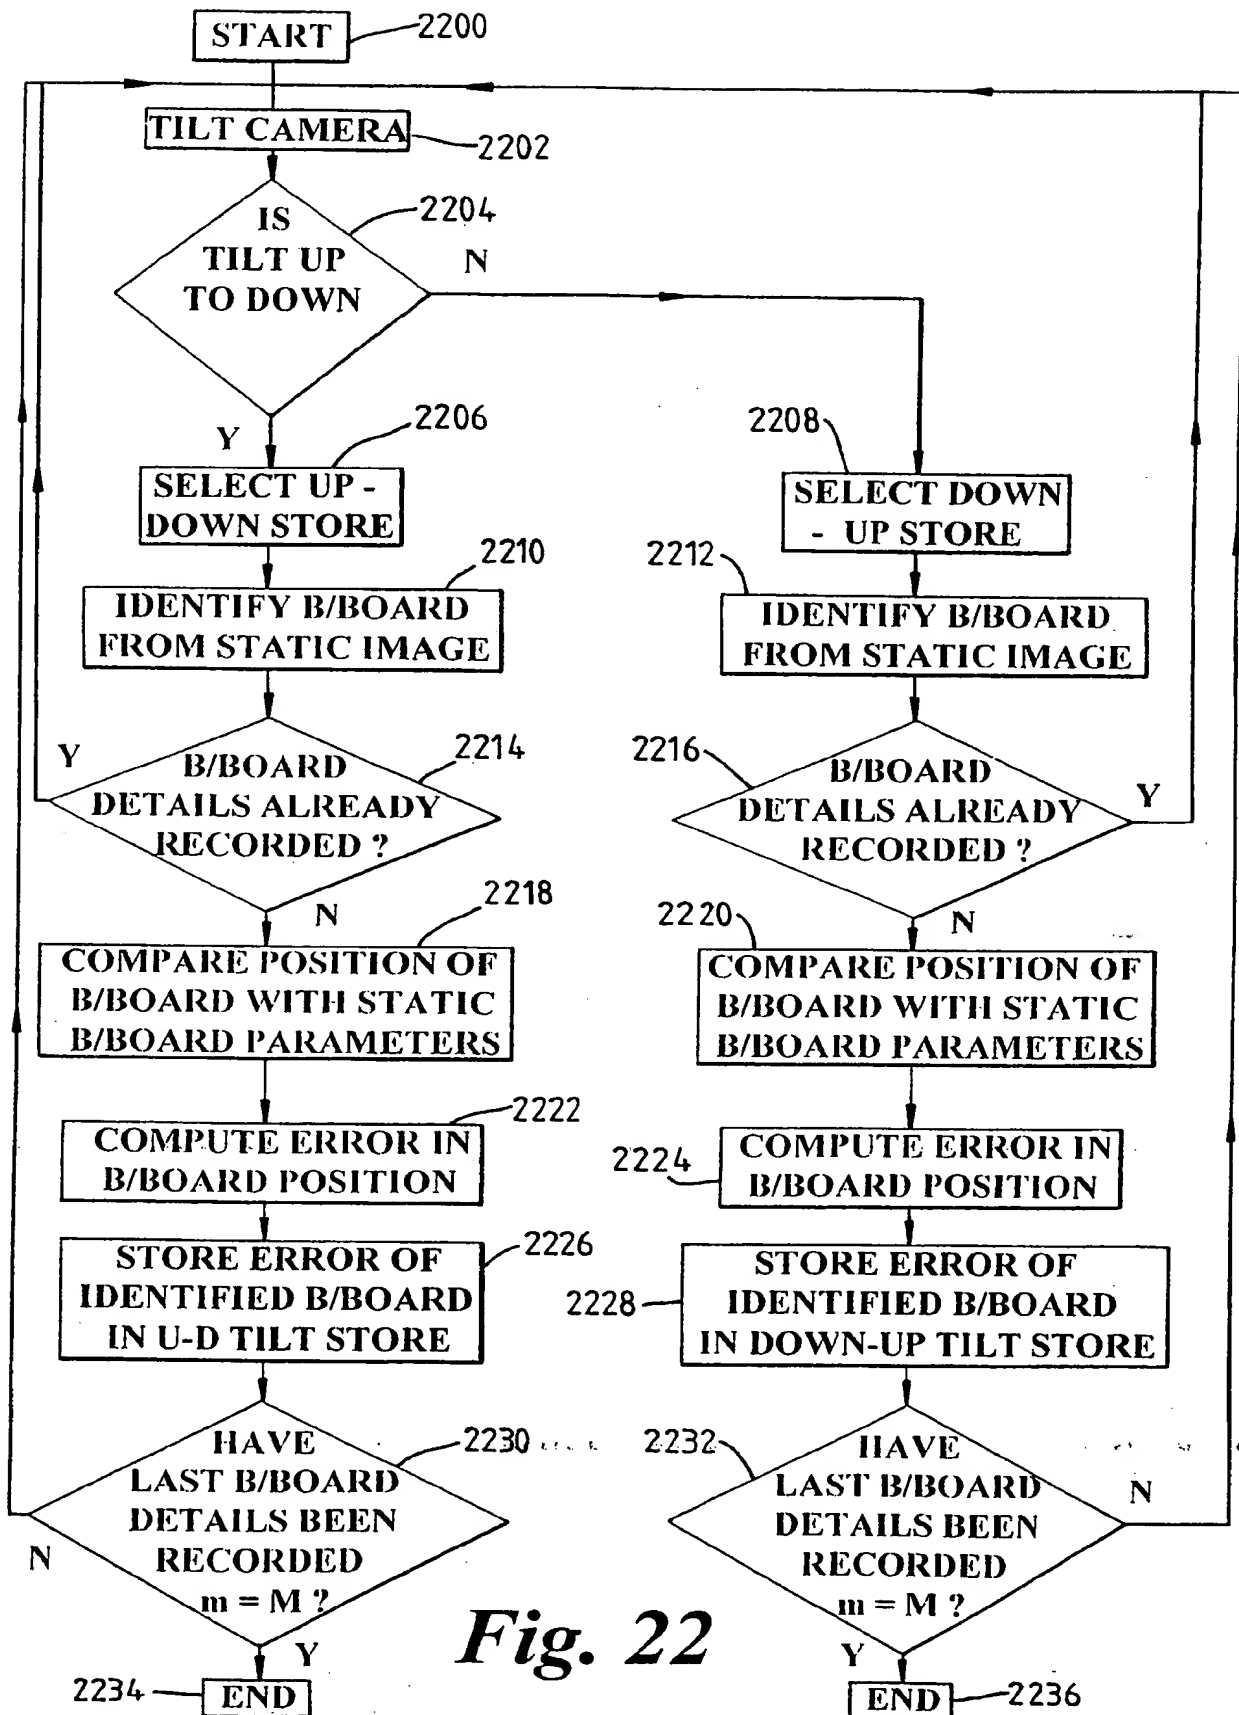 START
2200
TILT CAMERA
2202
IS
TILT UP
TO DOWN
2204
N
Y
2206
SELECT UP -
DOWN STORE
2208
SELECT DOWN
- UP STORE
2210
IDENTIFY B/BOARD
FROM STATIC IMAGE
2212
IDENTIFY B/BOARD
FROM STATIC IMAGE
Y
2214
B/BOARD
DETAILS ALREADY
RECORDED ?
N
2216
B/BOARD
DETAILS ALREADY
RECORDED ?
Y
N
2218
COMPARE POSITION OF
B/BOARD WITH STATIC
B/BOARD PARAMETERS
2220
COMPARE POSITION OF
B/BOARD WITH STATIC
B/BOARD PARAMETERS
2222
COMPUTE ERROR IN
B/BOARD POSITION
2224
COMPUTE ERROR IN
B/BOARD POSITION
2226
STORE ERROR OF
IDENTIFIED B/BOARD
IN U-D TILT STORE
2228
STORE ERROR OF
IDENTIFIED B/BOARD
IN DOWN-UP TILT STORE
2230
HAVE
LAST B/BOARD
DETAILS BEEN
RECORDED
m = M ?
N
Y
2232
HAVE
LAST B/BOARD
DETAILS BEEN
RECORDED
m = M ?
N
Y
2234
END
Fig. 22
END
2236